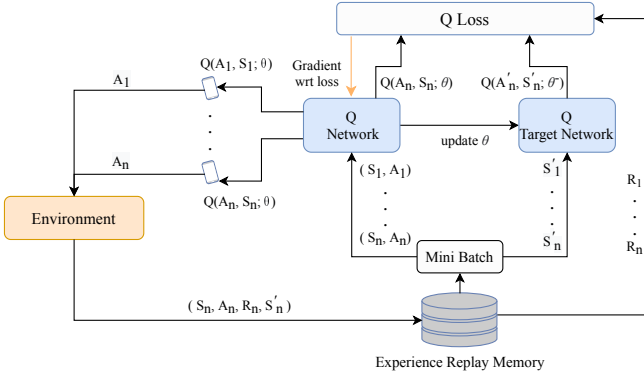 Q Loss
Gradient
wrt loss
Q(A₁, S₁; θ)
Q(Aₙ, Sₙ; θ)
Q(A′ₙ, S′ₙ; θ⁻)
A₁
Q
Network
Q
Target Network
update θ
Aₙ
Q(Aₙ, Sₙ; θ)
(S₁, A₁)
S′₁
R₁
Environment
(Sₙ, Aₙ)
S′ₙ
Rₙ
Mini Batch
(Sₙ, Aₙ, Rₙ, S′ₙ)
Experience Replay Memory